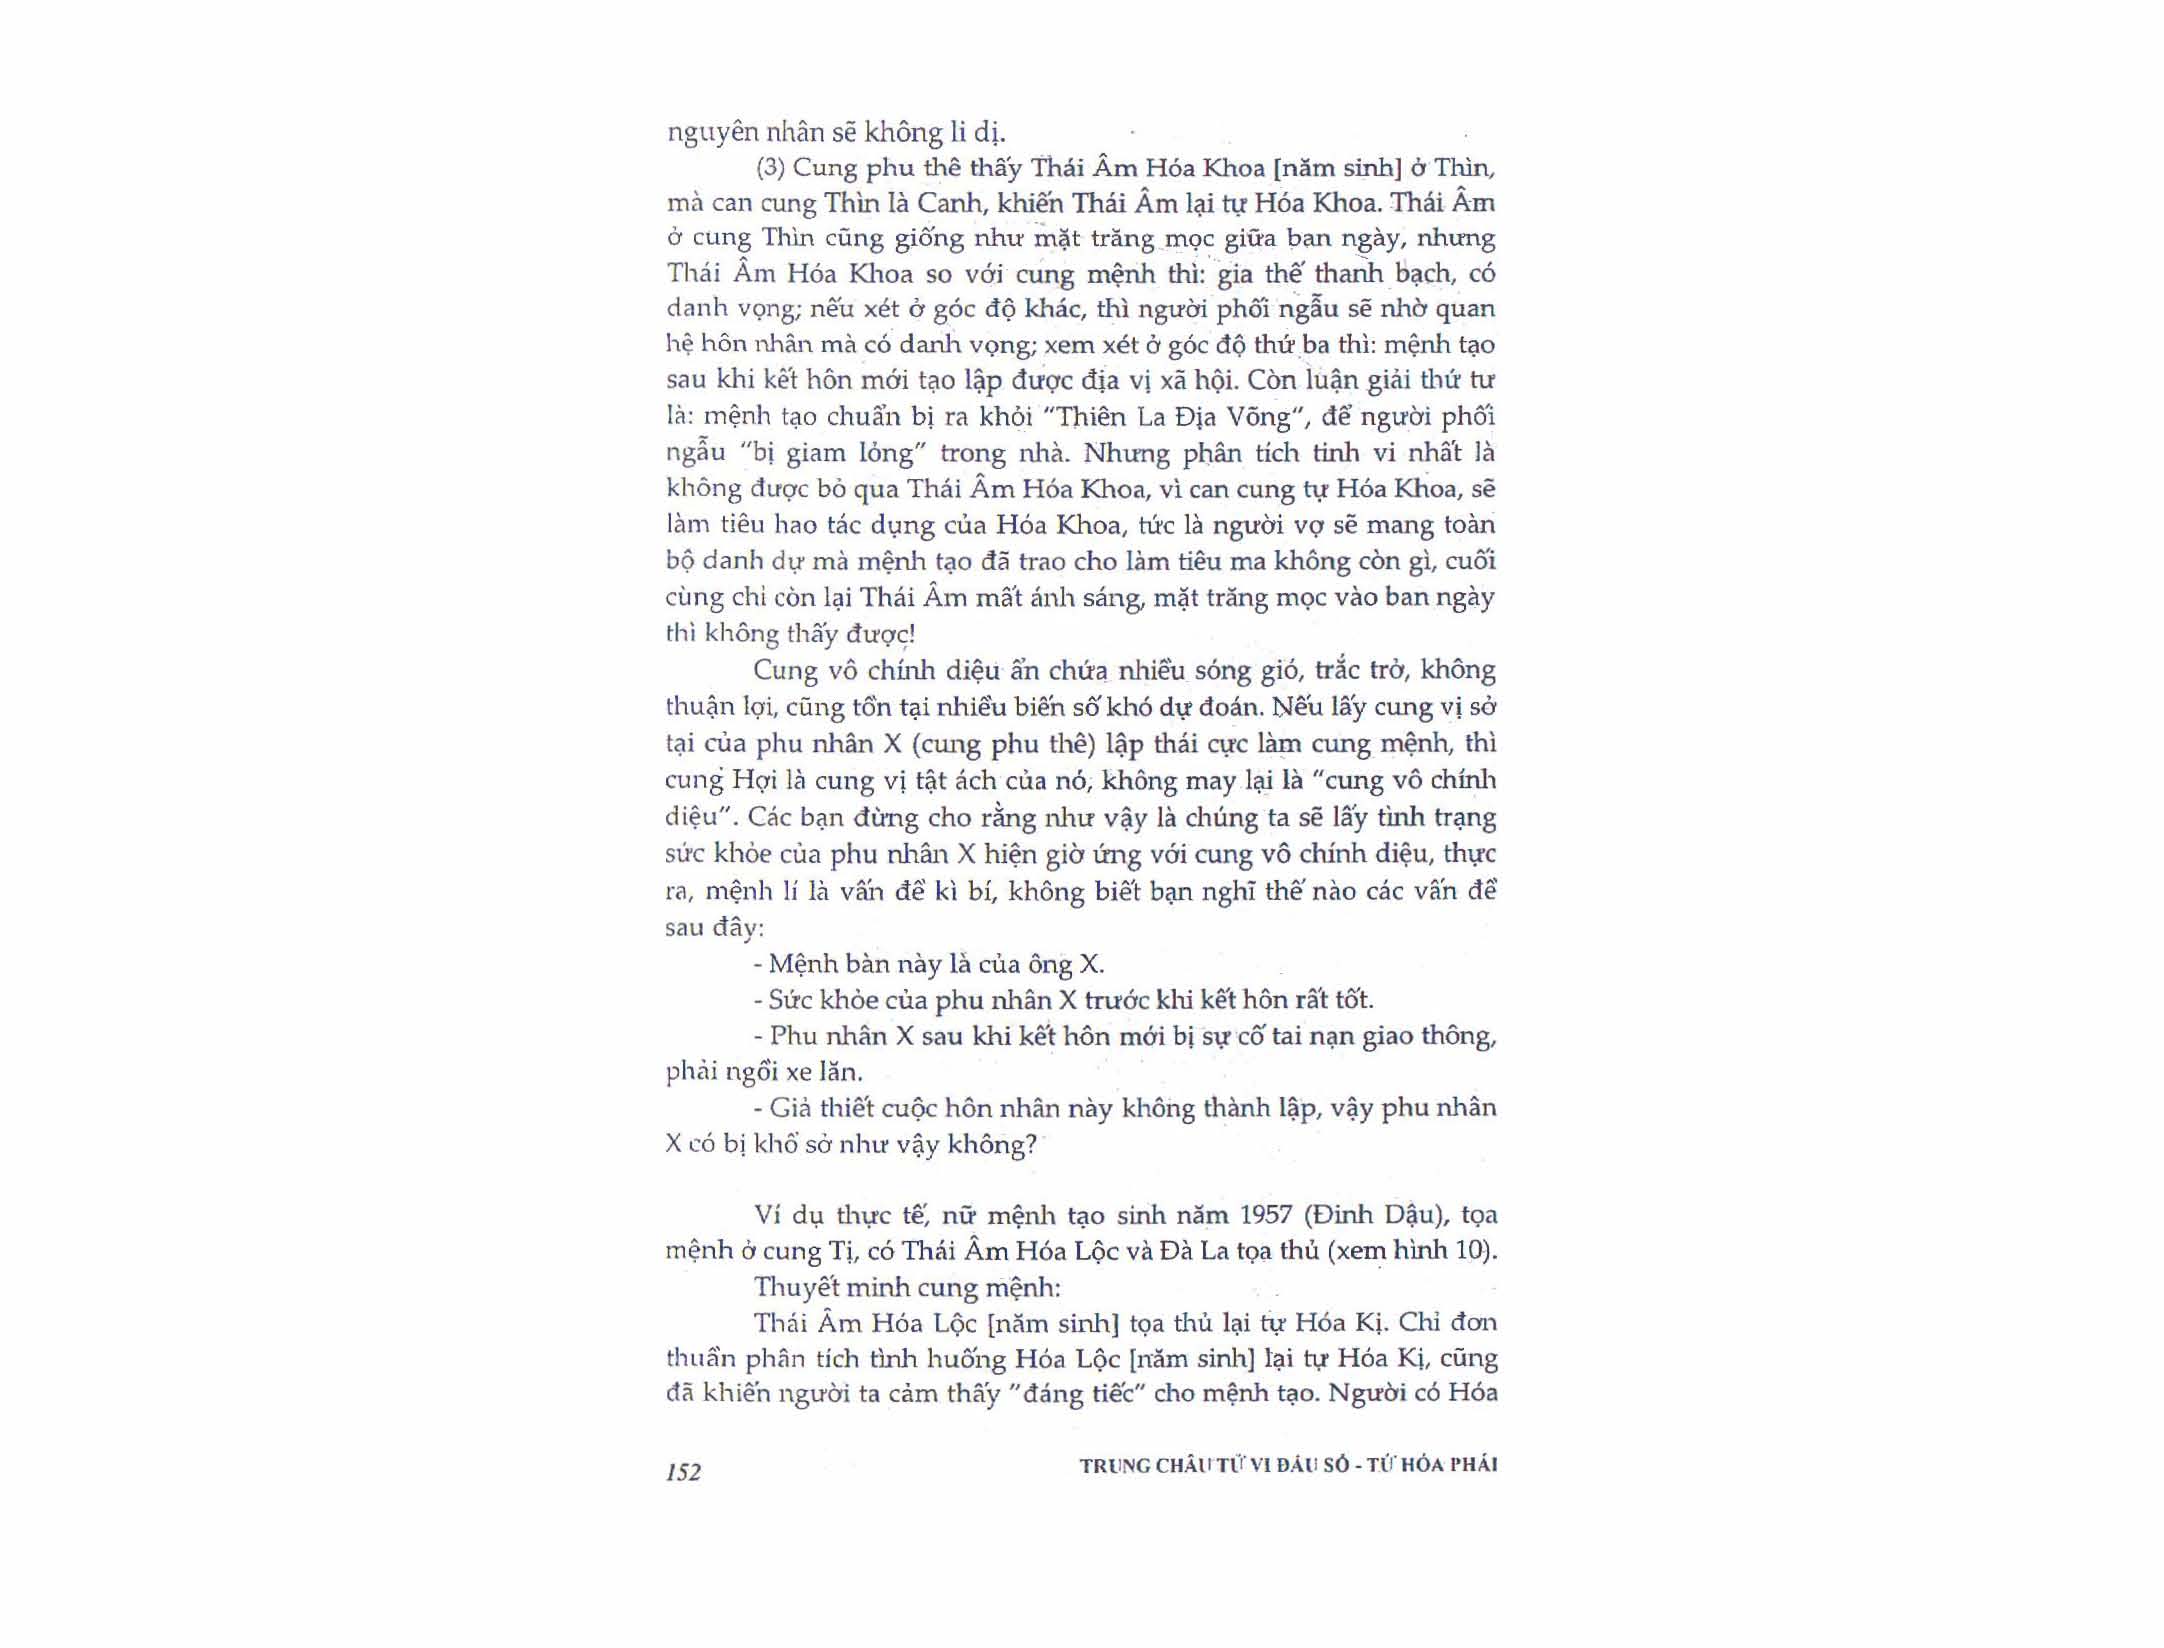 nguyên nhân sẽ không li dị.
(3) Cung phu thê thấy Thái Âm Hóa Khoa [năm sinh] ở Thìn,
mà can cung Thìn là Canh, khiến Thái Âm lại tự Hóa Khoa. Thái Âm
ở cung Thìn cũng giống như mặt trăng mọc giữa ban ngày, nhưng
Thái Âm Hóa Khoa so với cung mệnh thì: gia thế thanh bạch, có
danh vọng; nếu xét ở góc độ khác, thì người phối ngẫu sẽ nhờ quan
hệ hôn nhân mà có danh vọng; xem xét ở góc độ thứ ba thì: mệnh tạo
sau khi kết hôn mới tạo lập được địa vị xã hội. Còn luận giải thứ tư
là: mệnh tạo chuẩn bị ra khỏi "Thiên La Địa Võng", để người phối
ngẫu "bị giam lỏng" trong nhà. Nhưng phân tích tinh vi nhất là
không được bỏ qua Thái Âm Hóa Khoa, vì can cung tự Hóa Khoa, sẽ
làm tiêu hao tác dụng của Hóa Khoa, tức là người vợ sẽ mang toàn
bộ danh dự mà mệnh tạo đã trao cho làm tiêu ma không còn gì, cuối
cùng chỉ còn lại Thái Âm mất ánh sáng, mặt trăng mọc vào ban ngày
thì không thấy được!
Cung vô chính diệu ẩn chứa nhiều sóng gió, trắc trở, không
thuận lợi, cũng tồn tại nhiều biến số khó dự đoán. Nếu lấy cung vị sở
tại của phu nhân X (cung phu thê) lập thái cực làm cung mệnh, thì
cung Hợi là cung vị tật ách của nó, không may lại là "cung vô chính
diệu". Các bạn đừng cho rằng như vậy là chúng ta sẽ lấy tình trạng
sức khỏe của phu nhân X hiện giờ ứng với cung vô chính diệu, thực
ra, mệnh lí là vấn đề kì bí, không biết bạn nghĩ thế nào các vấn đề
sau đây:
- Mệnh bàn này là của ông X.
- Sức khỏe của phu nhân X trước khi kết hôn rất tốt.
- Phu nhân X sau khi kết hôn mới bị sự cố tai nạn giao thông,
phải ngồi xe lăn.
- Giả thiết cuộc hôn nhân này không thành lập, vậy phu nhân
X có bị khổ sở như vậy không?
Ví dụ thực tế, nữ mệnh tạo sinh năm 1957 (Đinh Dậu), tọa
mệnh ở cung Tị, có Thái Âm Hóa Lộc và Đà La tọa thủ (xem hình 10).
Thuyết minh cung mệnh:
Thái Âm Hóa Lộc [năm sinh] tọa thủ lại tự Hóa Kị. Chỉ đơn
thuần phân tích tình huống Hóa Lộc [năm sinh] lại tự Hóa Kị, cũng
đã khiến người ta cảm thấy "đáng tiếc" cho mệnh tạo. Người có Hóa
152
TRUNG CHÂU TỬ VI ĐẨU SỐ - TỨ HÓA PHÁI